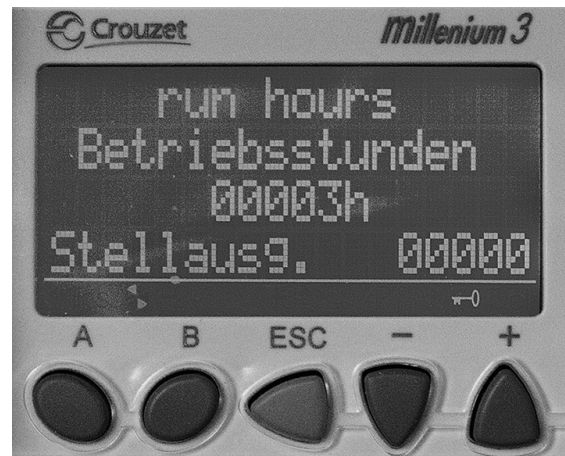 Crouzet Millenium 3
run hours
Betriebsstunden
00003h
Stellausg. 00000
A B ESC - +